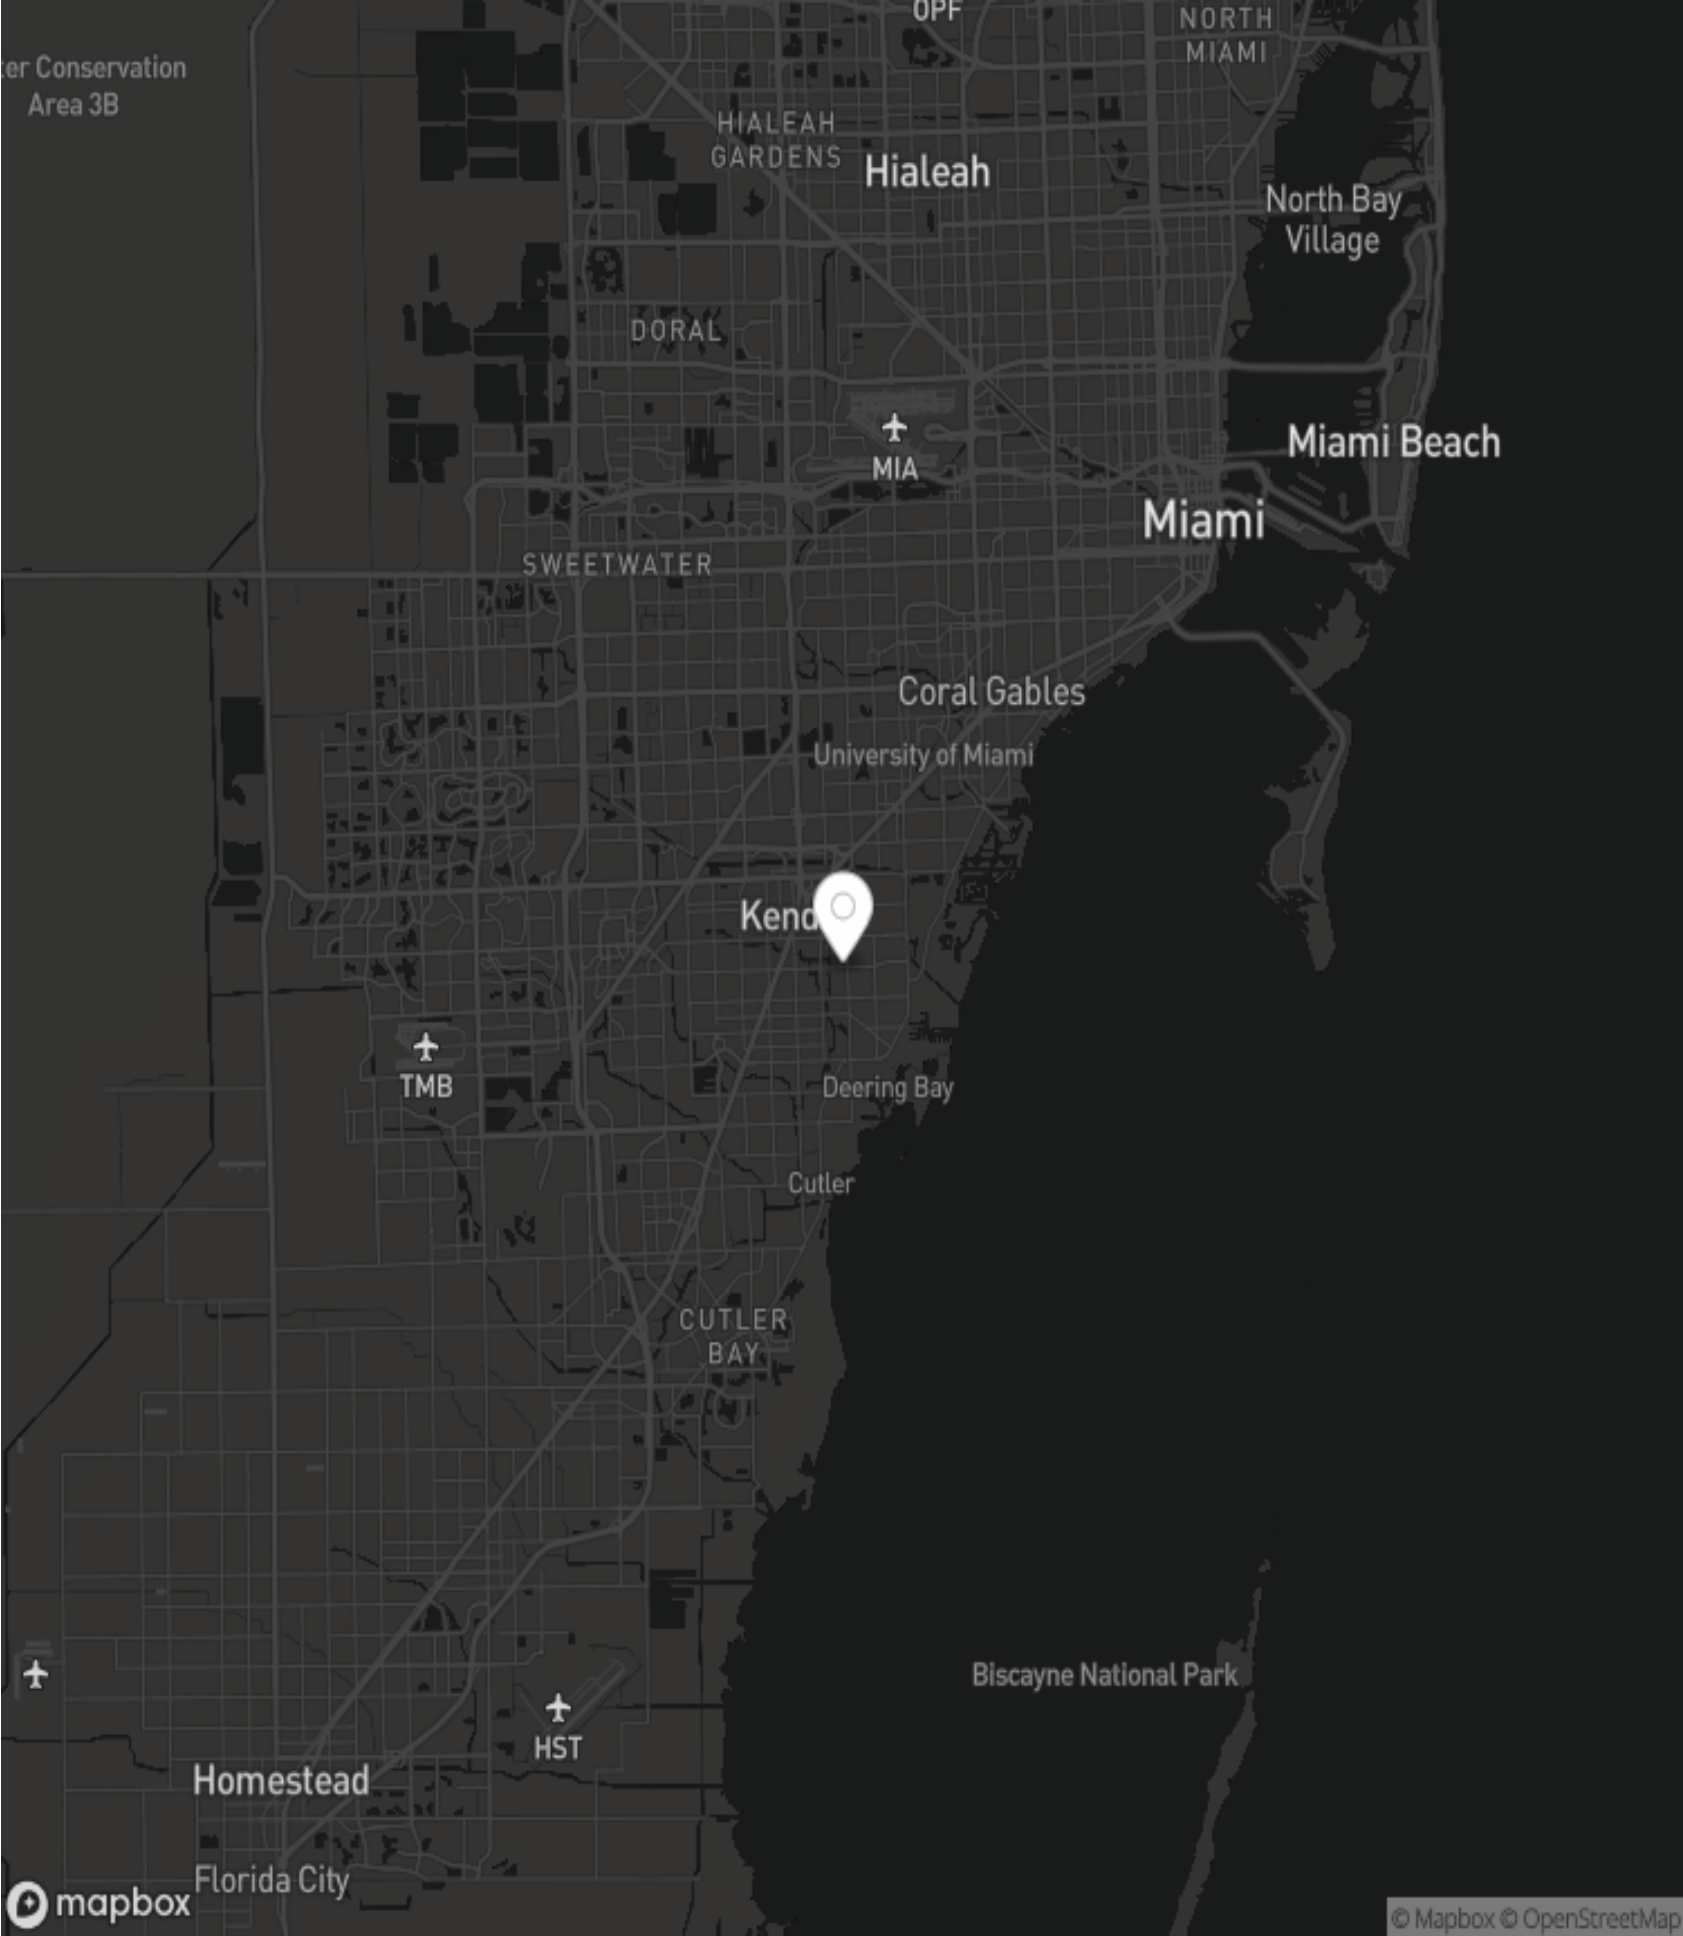 OPF
NORTH
MIAMI
er Conservation
Area 3B
HIALEAH
GARDENS
Hialeah
North Bay
Village
DORAL
MIA
Miami Beach
Miami
SWEETWATER
Coral Gables
University of Miami
Kend
TMB
Deering Bay
Cutler
CUTLER
BAY
Biscayne National Park
HST
Homestead
Florida City
mapbox
© Mapbox © OpenStreetMap